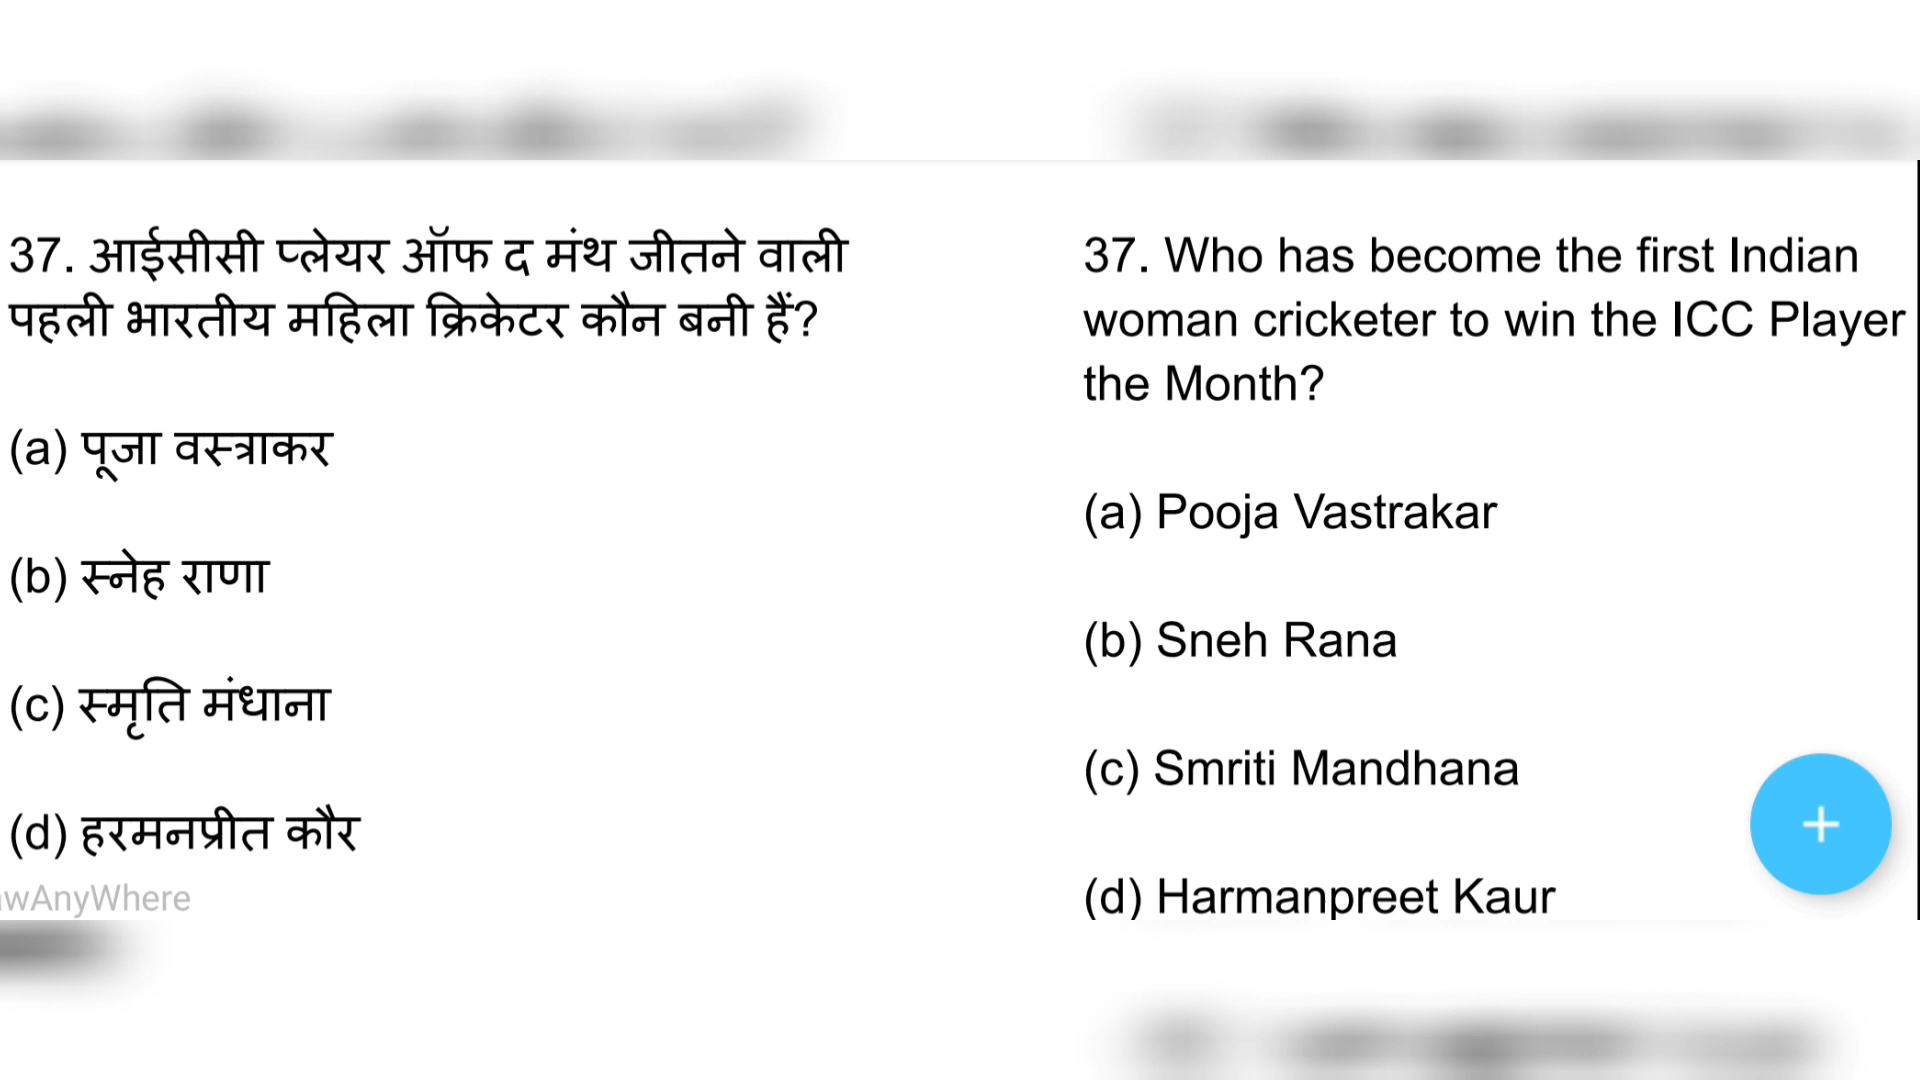 37. आईसीसी प्लेयर ऑफ द मंथ जीतने वाली
पहली भारतीय महिला क्रिकेटर कौन बनी हैं?
(a) पूजा वस्त्राकर
(b) स्नेह राणा
(c) स्मृति मंधाना
(d) हरमनप्रीत कौर
wAnyWhere
37. Who has become the first Indian
woman cricketer to win the ICC Player
the Month?
(a) Pooja Vastrakar
(b) Sneh Rana
(c) Smriti Mandhana
(d) Harmanpreet Kaur
+